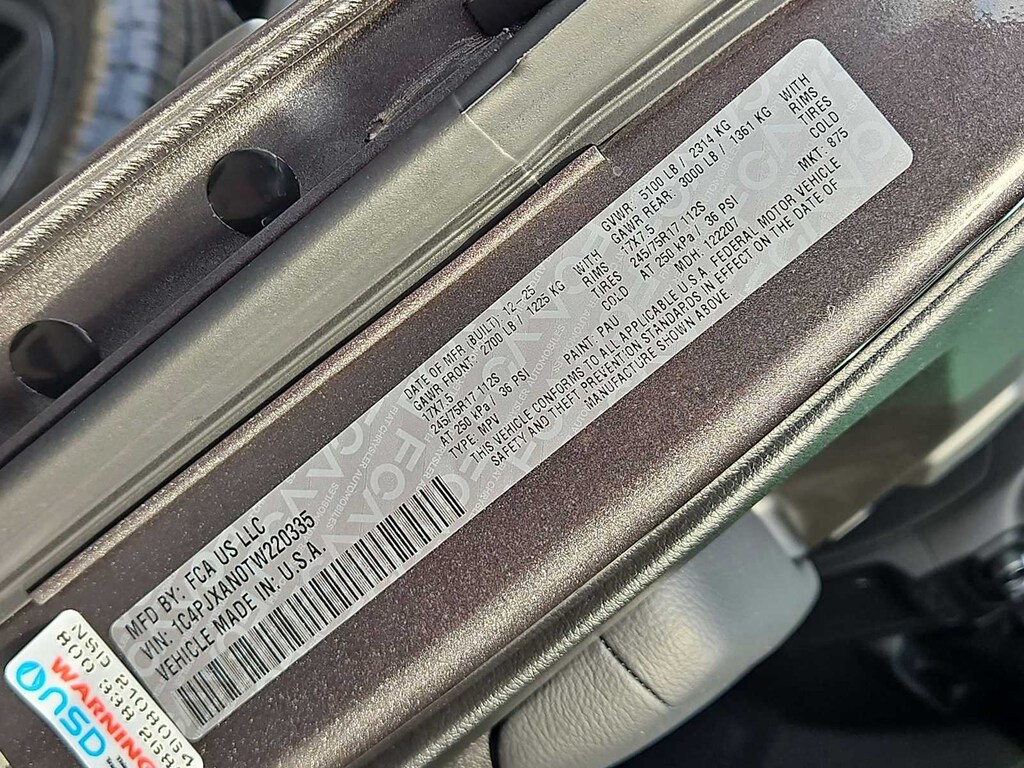 MFD BY: FCA US LLC
VIN: 1C4PJXAN0TW220335
VEHICLE MADE IN: U.S.A.
DATE OF MFR (BUILT) 12-25
GAWR FRONT: 2700 LB / 1225 KG WITH
17X7.5 RIMS
245/75R17 112S TIRES
AT 250 kPa / 36 PSI COLD
TYPE: MPV
GVWR: 5100 LB / 2314 KG
GAWR REAR: 3000 LB / 1361 KG WITH
17X7.5 RIMS
245/75R17 112S TIRES
AT 250 kPa / 36 PSI COLD
PAINT: PAU MDH: 122207 MKT: 875
THIS VEHICLE CONFORMS TO ALL APPLICABLE U.S.A. FEDERAL MOTOR VEHICLE
SAFETY AND THEFT PREVENTION STANDARDS IN EFFECT ON THE DATE OF
MANUFACTURE SHOWN ABOVE
FCA
NSD
WARNING
NSD